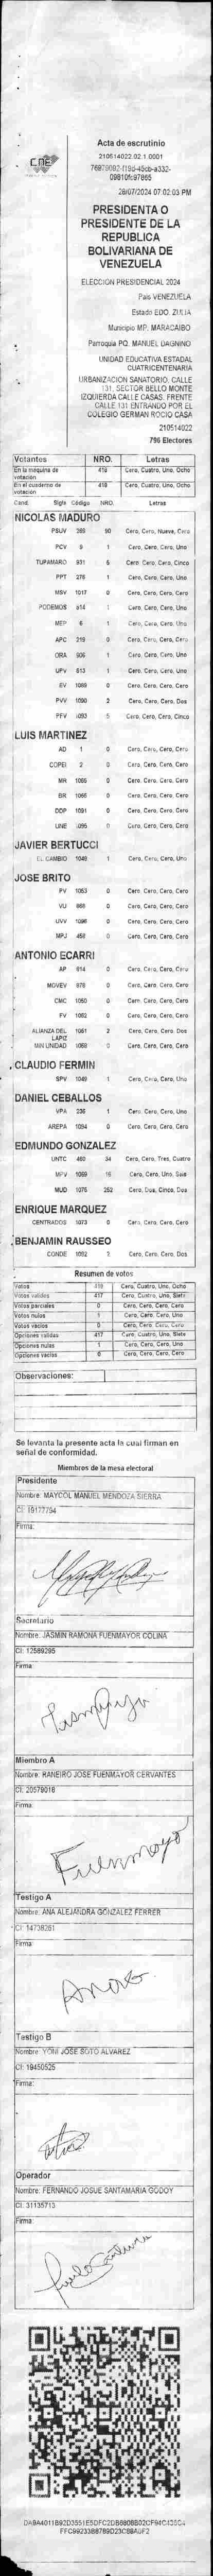 CNE
Acta de escrutinio
210514022.02.1.0001
09810fc97865
28/07/2024 07:02:03 PM
PRESIDENTA O
PRESIDENTE DE LA
REPUBLICA
BOLIVARIANA DE
VENEZUELA
ELECCIÓN PRESIDENCIAL 2024
País VENEZUELA
Estado EDO. ZULIA
Municipio MP. MARACAIBO
Parroquia PQ. MANUEL DAGNINO
UNIDAD EDUCATIVA ESTADAL
CUATRICENTENARIA
URBANIZACION SANATORIO. CALLE
131, SECTOR BELLO MONTE
IZQUIERDA CALLE CASAS. FRENTE
CALLE 131 ENTRANDO POR EL
COLEGIO GERMAN ROCIO CASA
210514022
796 Electores
Votantes NRO. Letras
En la maquina de votacion 418 Cero, Cuatro, Uno, Ocho
En el cuaderno de votacion 418 Cero, Cuatro, Uno, Ocho
Cand. Sigla Código NRO. Letras
NICOLAS MADURO
PSUV 369 90 Cero, Cero, Nueve, Cero
PCV 9 1 Cero, Cero, Cero, Uno
TUPAMARO 931 5 Cero, Cero, Cero, Cinco
PPT 276 1 Cero, Cero, Cero, Uno
MSV 1017 0 Cero, Cero, Cero, Cero
PODEMOS 614 1 Cero, Cero, Cero, Uno
MEP 6 1 Cero, Cero, Cero, Uno
APC 219 0 Cero, Cero, Cero, Cero
ORA 906 1 Cero, Cero, Cero, Uno
UPV 613 1 Cero, Cero, Cero, Uno
EV 1089 0 Cero, Cero, Cero, Cero
PVV 1090 2 Cero, Cero, Cero, Dos
PFV 1093 5 Cero, Cero, Cero, Cinco
LUIS MARTINEZ
AD 1 0 Cero, Cero, Cero, Cero
COPEI 2 0 Cero, Cero, Cero, Cero
MR 1065 0 Cero, Cero, Cero, Cero
BR 1066 0 Cero, Cero, Cero, Cero
DDP 1091 0 Cero, Cero, Cero, Cero
UNE 1095 0 Cero, Cero, Cero, Cero
JAVIER BERTUCCI
EL CAMBIO 1048 1 Cero, Cero, Cero, Uno
JOSE BRITO
PV 1053 0 Cero, Cero, Cero, Cero
VU 868 0 Cero, Cero, Cero, Cero
UVV 1096 0 Cero, Cero, Cero, Cero
MPJ 458 0 Cero, Cero, Cero, Cero
ANTONIO ECARRI
AP 914 0 Cero, Cero, Cero, Cero
MOVEV 979 0 Cero, Cero, Cero, Cero
CMC 1050 0 Cero, Cero, Cero, Cero
FV 1062 0 Cero, Cero, Cero, Cero
ALIANZA DEL LAPIZ 1061 2 Cero, Cero, Cero, Dos
MIN UNIDAD 1088 0 Cero, Cero, Cero, Cero
CLAUDIO FERMIN
SPV 1049 1 Cero, Cero, Cero, Uno
DANIEL CEBALLOS
VPA 236 1 Cero, Cero, Cero, Uno
AREPA 1094 0 Cero, Cero, Cero, Cero
EDMUNDO GONZALEZ
UNTC 460 34 Cero, Cero, Tres, Cuatro
MPV 1069 16 Cero, Cero, Uno, Seis
MUD 1075 252 Cero, Dos, Cinco, Dos
ENRIQUE MARQUEZ
CENTRADOS 1073 0 Cero, Cero, Cero, Cero
BENJAMIN RAUSSEO
CONDE 1082 2 Cero, Cero, Cero, Dos
Resumen de votos
Votos 418 Cero, Cuatro, Uno, Ocho
Votos validos 417 Cero, Cuatro, Uno, Siete
Votos parciales 0 Cero, Cero, Cero, Cero
Votos nulos 1 Cero, Cero, Cero, Uno
Votos vacios 0 Cero, Cero, Cero, Cero
Opciones validas 417 Cero, Cuatro, Uno, Siete
Opciones nulas 1 Cero, Cero, Cero, Uno
Opciones vacias 0 Cero, Cero, Cero, Cero
Observaciones:
Se levanta la presente acta la cual firman en
señal de conformidad.
Miembros de la mesa electoral
Presidente
Nombre: MAYCOL MANUEL MENDOZA SIERRA
CI: 19177754
Firma:
Secretario
Nombre: JASMIN RAMONA FUENMAYOR COLINA
CI: 12589295
Firma:
Miembro A
Nombre: RANEIRO JOSE FUENMAYOR CERVANTES
CI: 20579018
Firma:
Fuenmayor
Testigo A
Nombre: ANA ALEJANDRA GONZALEZ FERRER
CI: 14738261
Firma:
Testigo B
Nombre: YONI JOSE SOTO ALVAREZ
CI: 19450525
Firma:
Operador
Nombre: FERNANDO JOSUE SANTAMARIA GODOY
CI: 31135713
Firma: